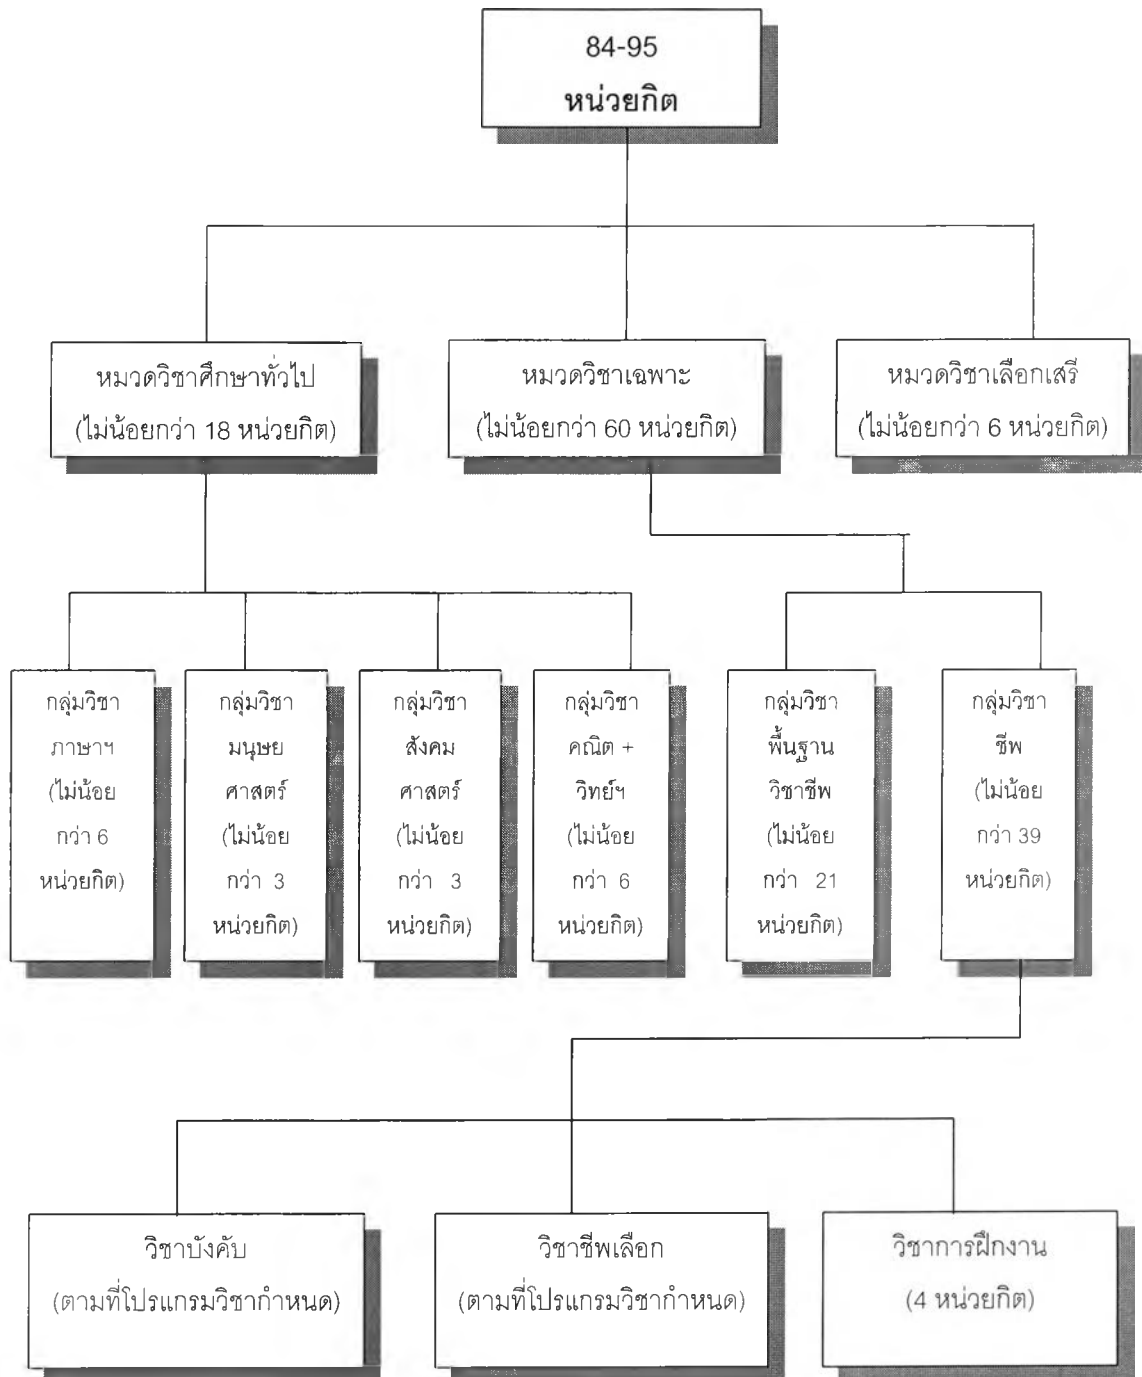 84-95
หน่วยกิต
หมวดวิชาศึกษาทั่วไป
(ไม่น้อยกว่า 18 หน่วยกิต)
หมวดวิชาเฉพาะ
(ไม่น้อยกว่า 60 หน่วยกิต)
หมวดวิชาเลือกเสรี
(ไม่น้อยกว่า 6 หน่วยกิต)
กลุ่มวิชา
ภาษาฯ
(ไม่น้อย
กว่า 6
หน่วยกิต)
กลุ่มวิชา
มนุษย
ศาสตร์
(ไม่น้อย
กว่า 3
หน่วยกิต)
กลุ่มวิชา
สังคม
ศาสตร์
(ไม่น้อย
กว่า 3
หน่วยกิต)
กลุ่มวิชา
คณิต +
วิทย์ฯ
(ไม่น้อย
กว่า 6
หน่วยกิต)
กลุ่มวิชา
พื้นฐาน
วิชาชีพ
(ไม่น้อย
กว่า 21
หน่วยกิต)
กลุ่มวิชา
ชีพ
(ไม่น้อย
กว่า 39
หน่วยกิต)
วิชาบังคับ
(ตามที่โปรแกรมวิชากำหนด)
วิชาชีพเลือก
(ตามที่โปรแกรมวิชากำหนด)
วิชาการฝึกงาน
(4 หน่วยกิต)